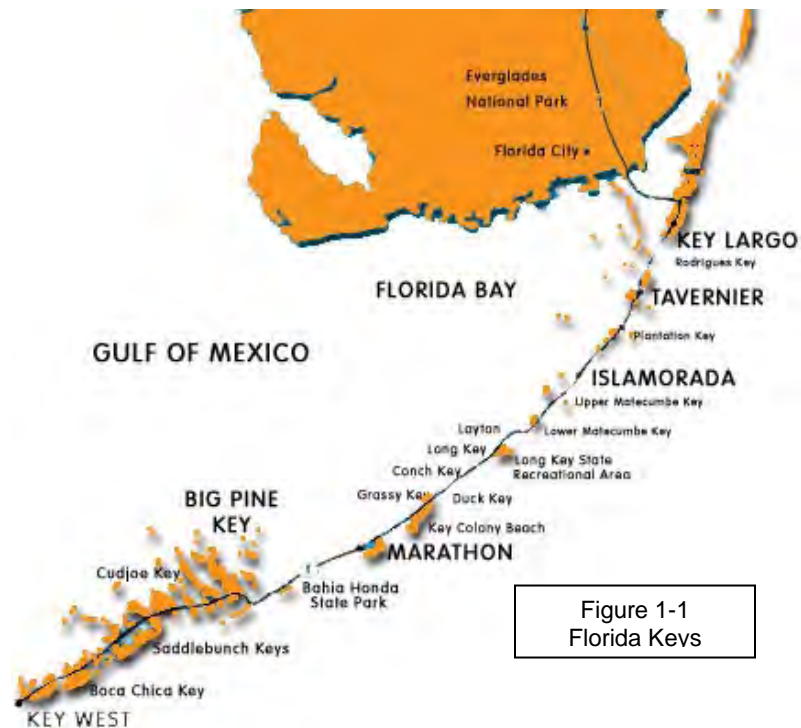 Everglades
National Park
1
Florida City
KEY LARGO
Rodrigues Key
FLORIDA BAY
TAVERNIER
Plantation Key
GULF OF MEXICO
ISLAMORADA
Upper Matecumbe Key
Layton
Lower Matecumbe Key
Long Key
Long Key State
Recreational Area
Conch Key
Grassy Key
Duck Key
BIG PINE
KEY
Key Colony Beach
MARATHON
Cudjoe Key
1
Bahia Honda
State Park
Saddlebunch Keys
Boca Chica Key
KEY WEST
Figure 1-1
Florida Keys